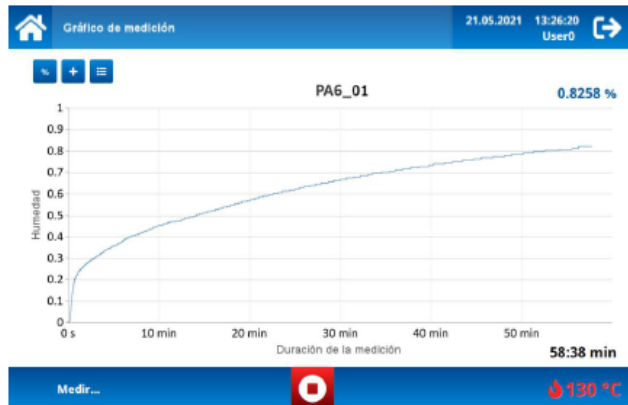 Gráfico de medición
21.05.2021 13:26:20
User0
% +
PA6_01
0.8258 %
Humedad
1
0.9
0.8
0.7
0.6
0.5
0.4
0.3
0.2
0.1
0
0 s 10 min 20 min 30 min 40 min 50 min
Duración de la medición
58:38 min
Medir...
130 °C